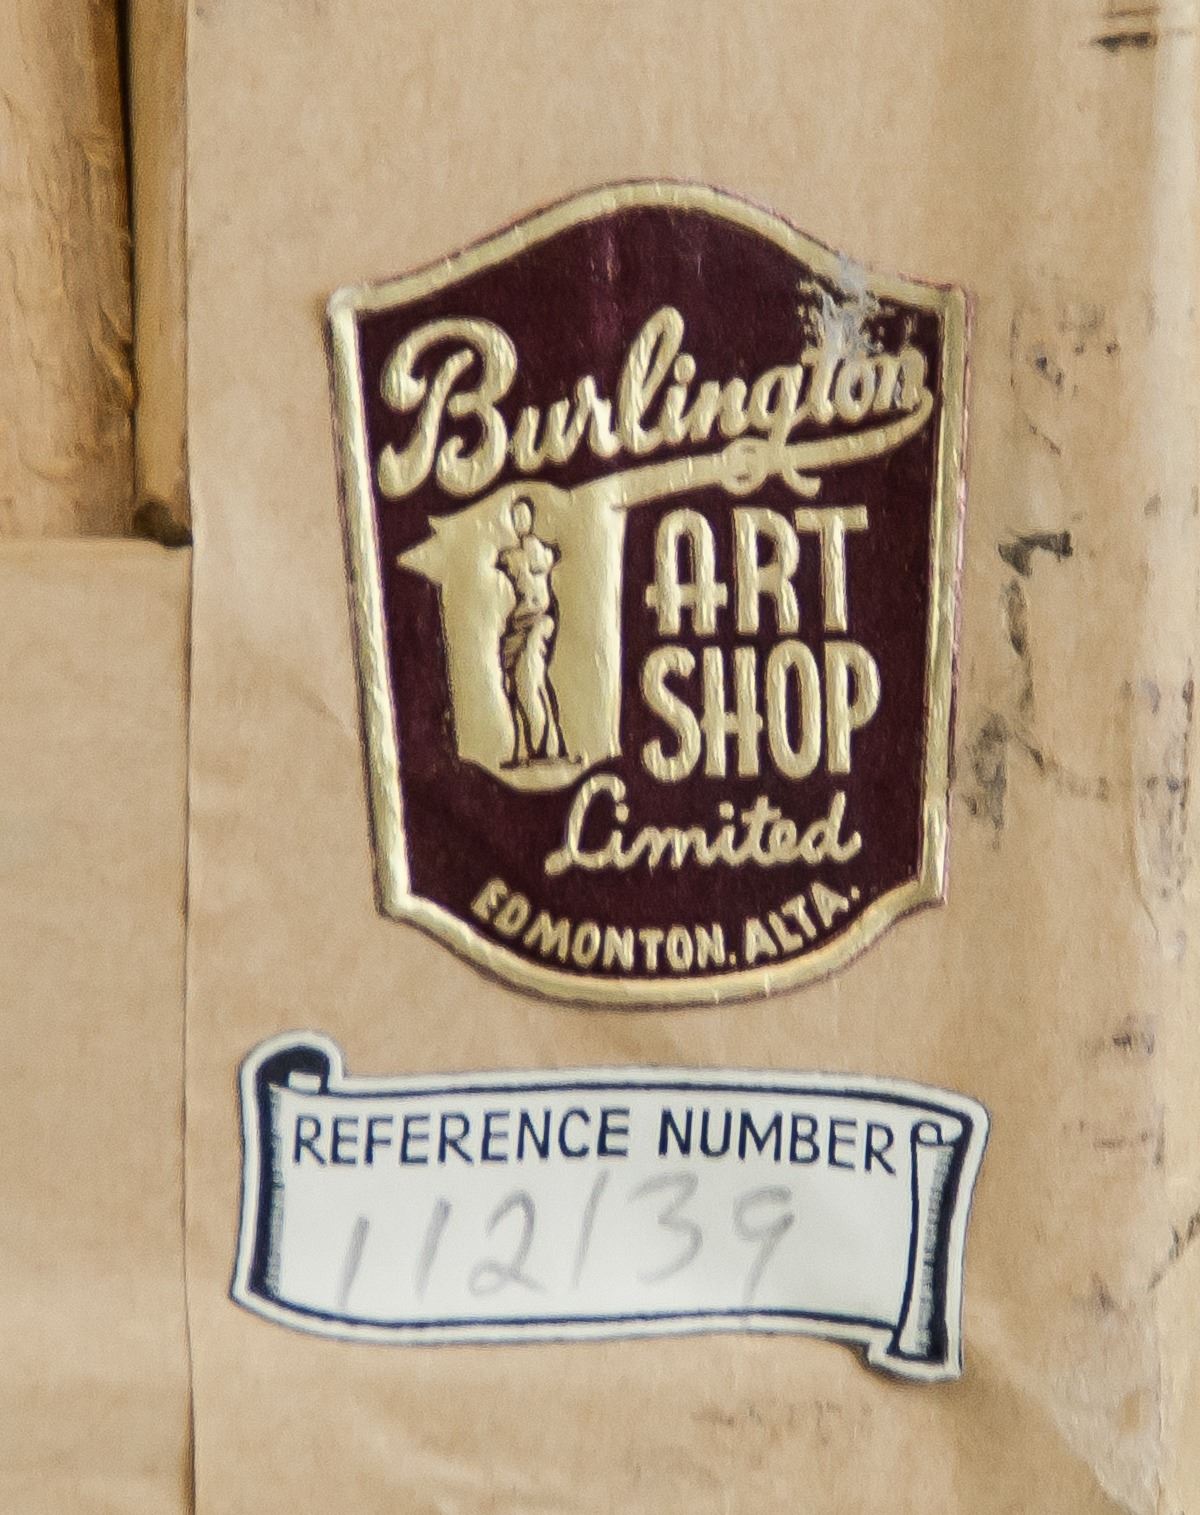 Burlington
ART
SHOP
Limited
EDMONTON. ALTA.
REFERENCE NUMBER
112139